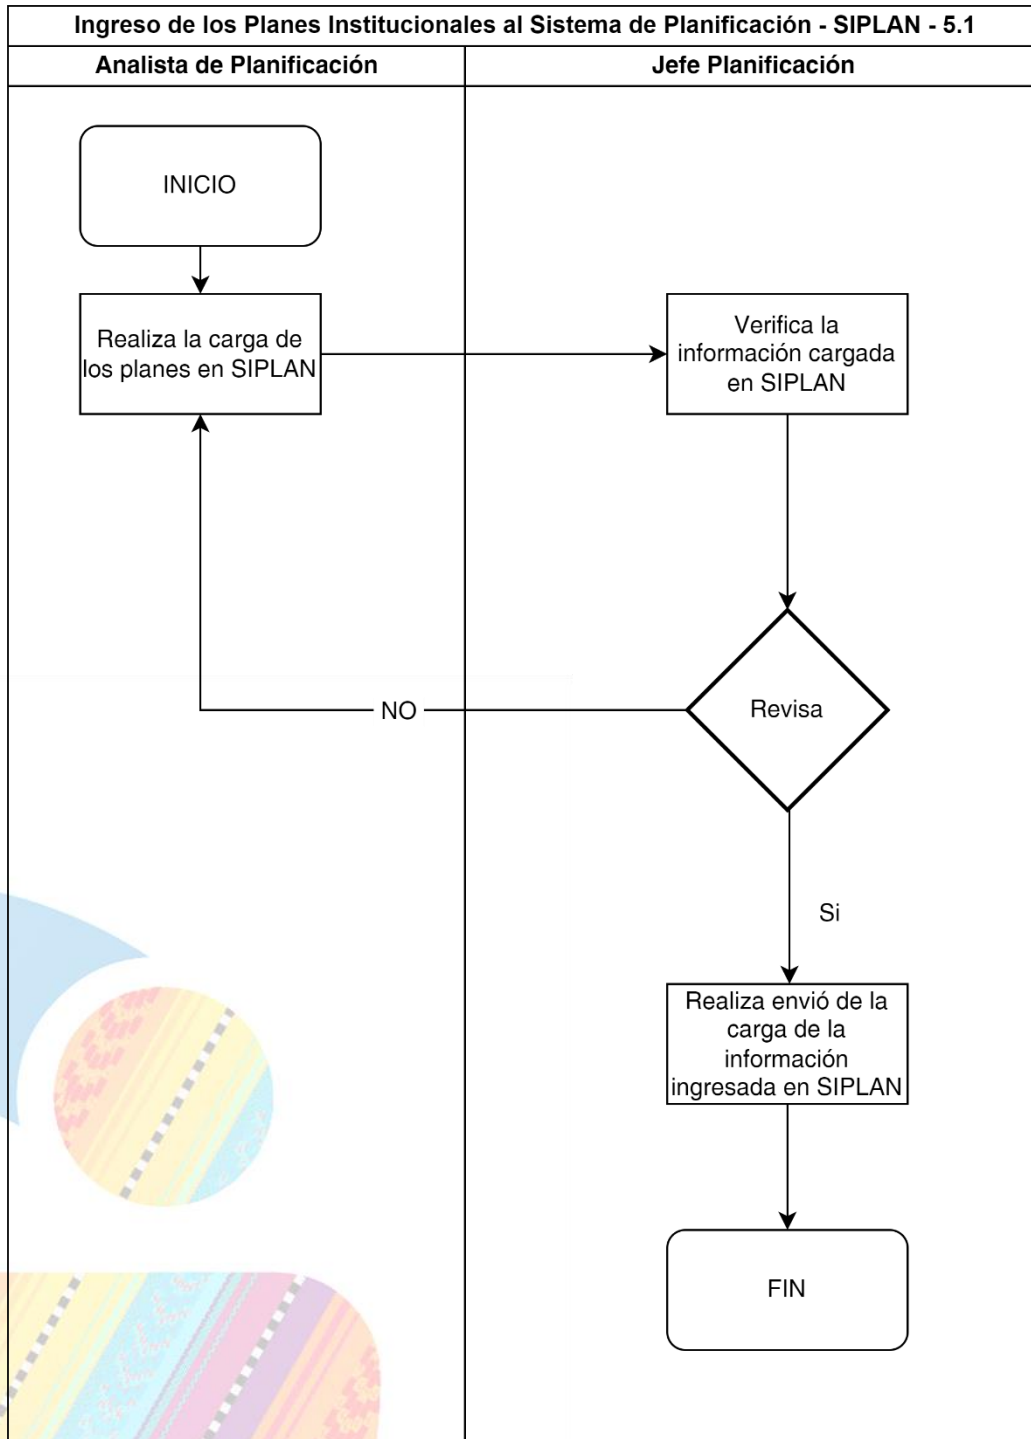 Ingreso de los Planes Institucionales al Sistema de Planificación - SIPLAN - 5.1
Analista de Planificación
Jefe Planificación
INICIO
Realiza la carga de
los planes en SIPLAN
Verifica la
información cargada
en SIPLAN
Revisa
NO
Si
Realiza envió de la
carga de la
información
ingresada en SIPLAN
FIN